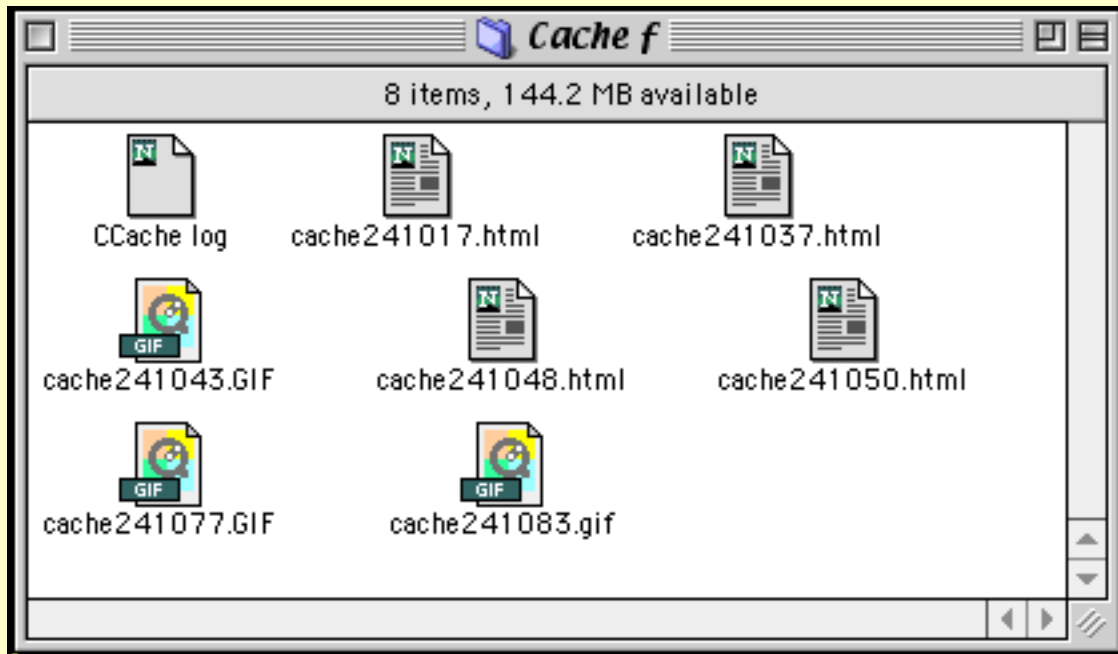 Cache f
8 items, 144.2 MB available
N N N
CCache log cache241017.html cache241037.html
N N
GIF
cache241043.GIF cache241048.html cache241050.html
GIF GIF
cache241077.GIF cache241083.gif